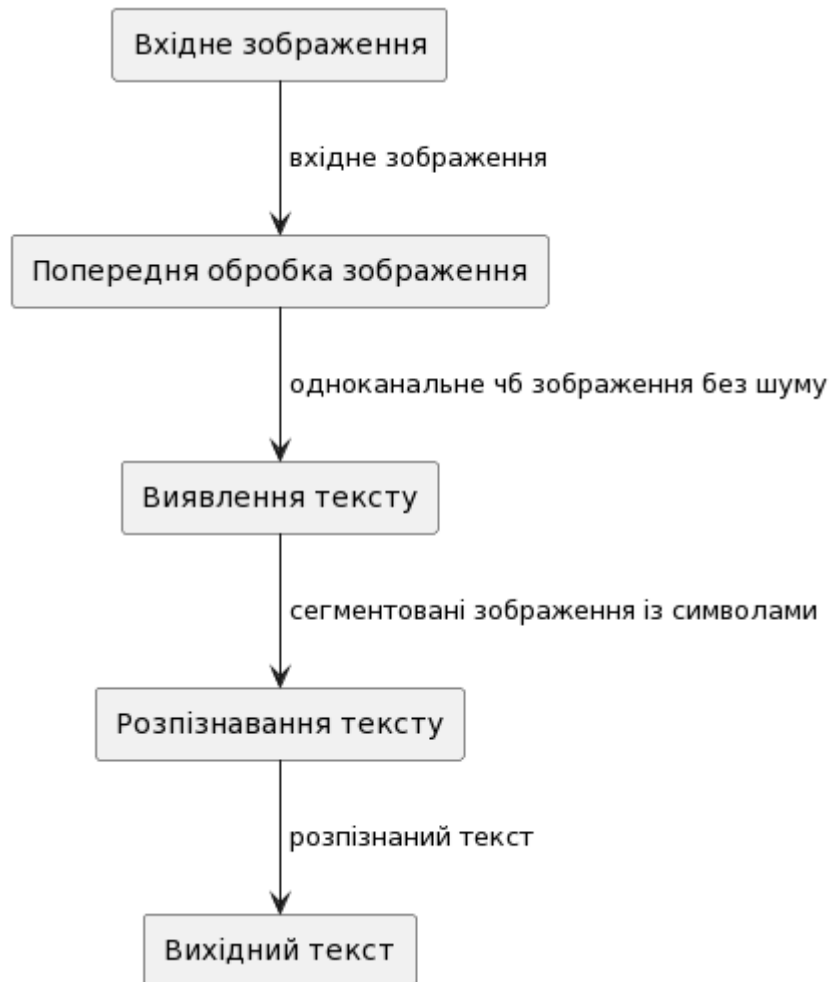 Вхідне зображення
вхідне зображення
Попередня обробка зображення
одноканальне чб зображення без шуму
Виявлення тексту
сегментовані зображення із символами
Розпізнавання тексту
розпізнаний текст
Вихідний текст